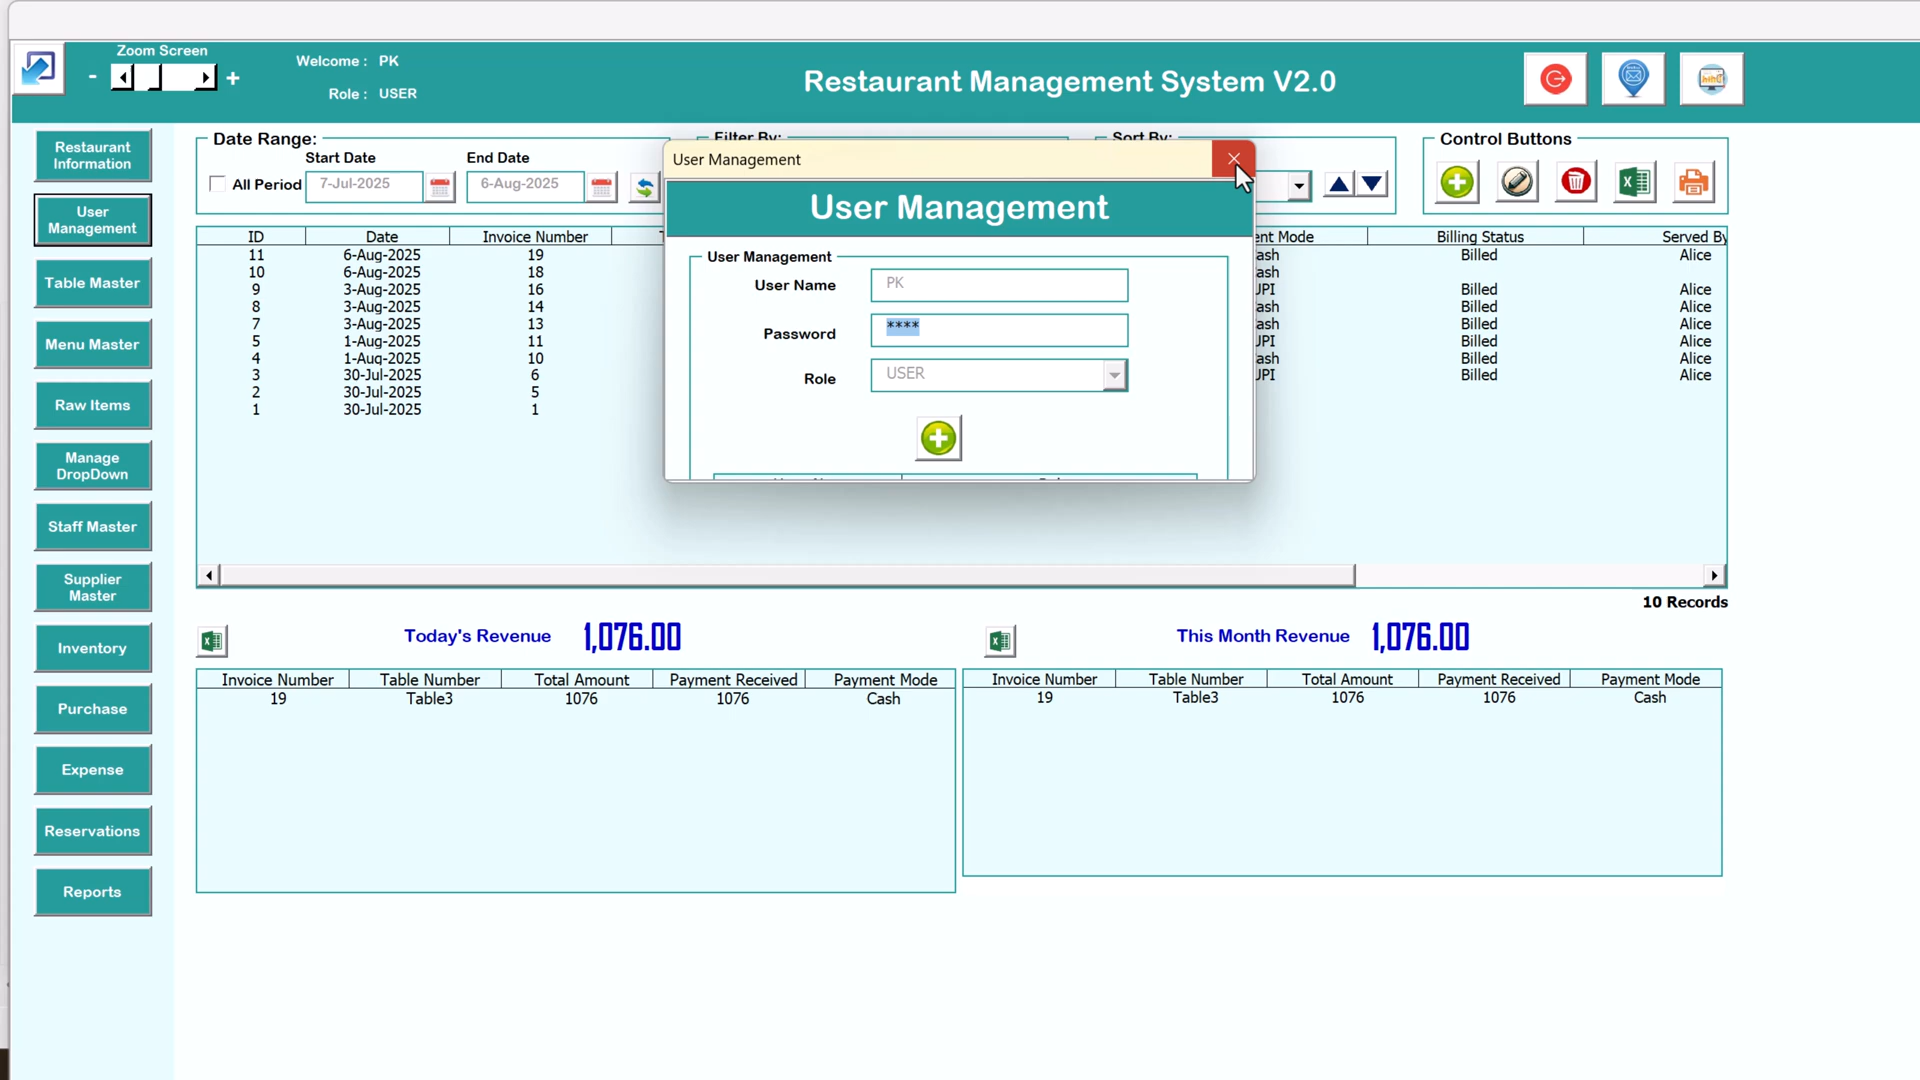 Zoom Screen
- +
Welcome : PK
Role : USER
Restaurant Management System V2.0
Restaurant
Information
User
Management
Table Master
Menu Master
Raw Items
Manage
DropDown
Staff Master
Supplier
Master
Inventory
Purchase
Expense
Reservations
Reports
Date Range:
Start Date End Date
All Period 7-Jul-2025 6-Aug-2025
Filter By:
Sort By:
Control Buttons
User Management
User Management
User Management
User Name PK
Password ****
Role USER
ID Date Invoice Number ent Mode Billing Status Served By
11 6-Aug-2025 19 ash Billed Alice
10 6-Aug-2025 18 ash
9 3-Aug-2025 16 UPI Billed Alice
8 3-Aug-2025 14 ash Billed Alice
7 3-Aug-2025 13 ash Billed Alice
5 1-Aug-2025 11 UPI Billed Alice
4 1-Aug-2025 10 ash Billed Alice
3 30-Jul-2025 6 UPI Billed Alice
2 30-Jul-2025 5
1 30-Jul-2025 1
10 Records
Today's Revenue 1,076.00
Invoice Number Table Number Total Amount Payment Received Payment Mode
19 Table3 1076 1076 Cash
This Month Revenue 1,076.00
Invoice Number Table Number Total Amount Payment Received Payment Mode
19 Table3 1076 1076 Cash